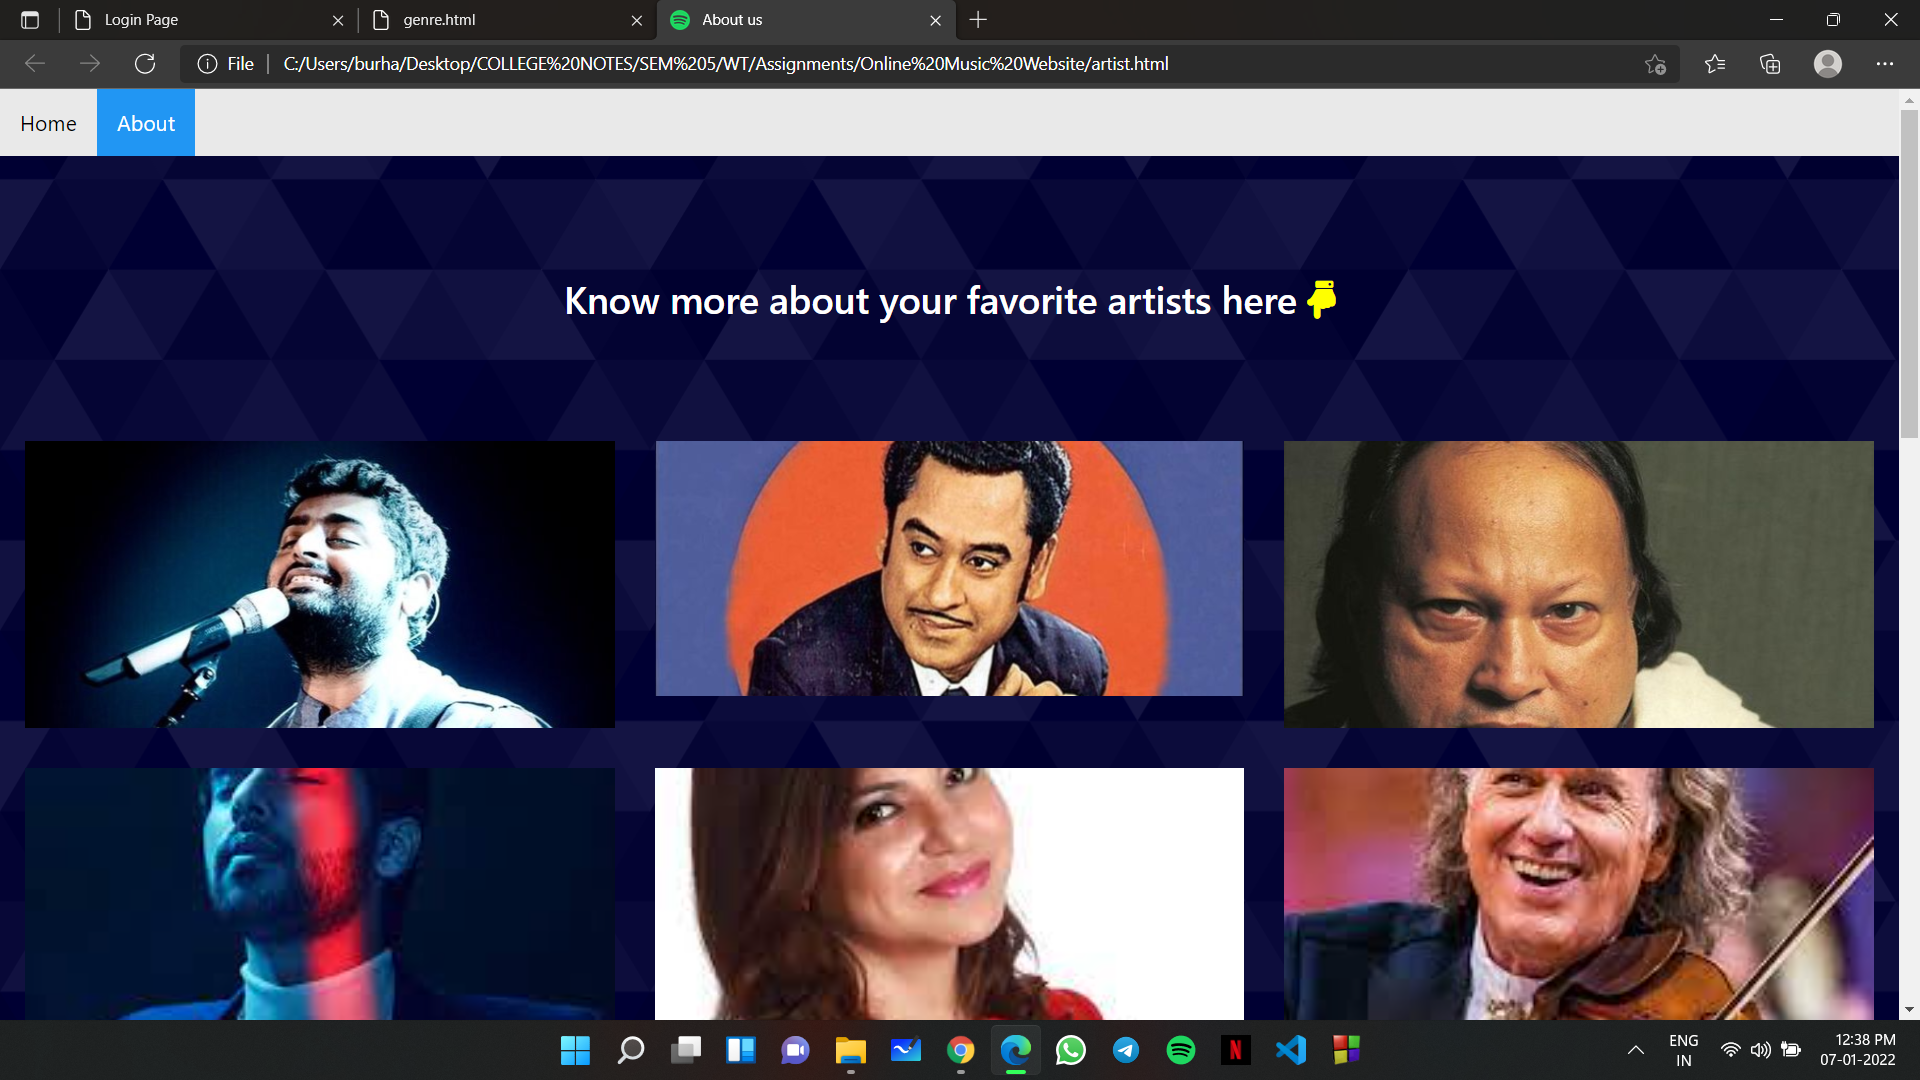 Login Page
genre.html
About us
File
C:/Users/burha/Desktop/COLLEGE%20NOTES/SEM%205/WT/Assignments/Online%20Music%20Website/artist.html
Home
About
Know more about your favorite artists here
N
ENG
IN
12:38 PM
07-01-2022